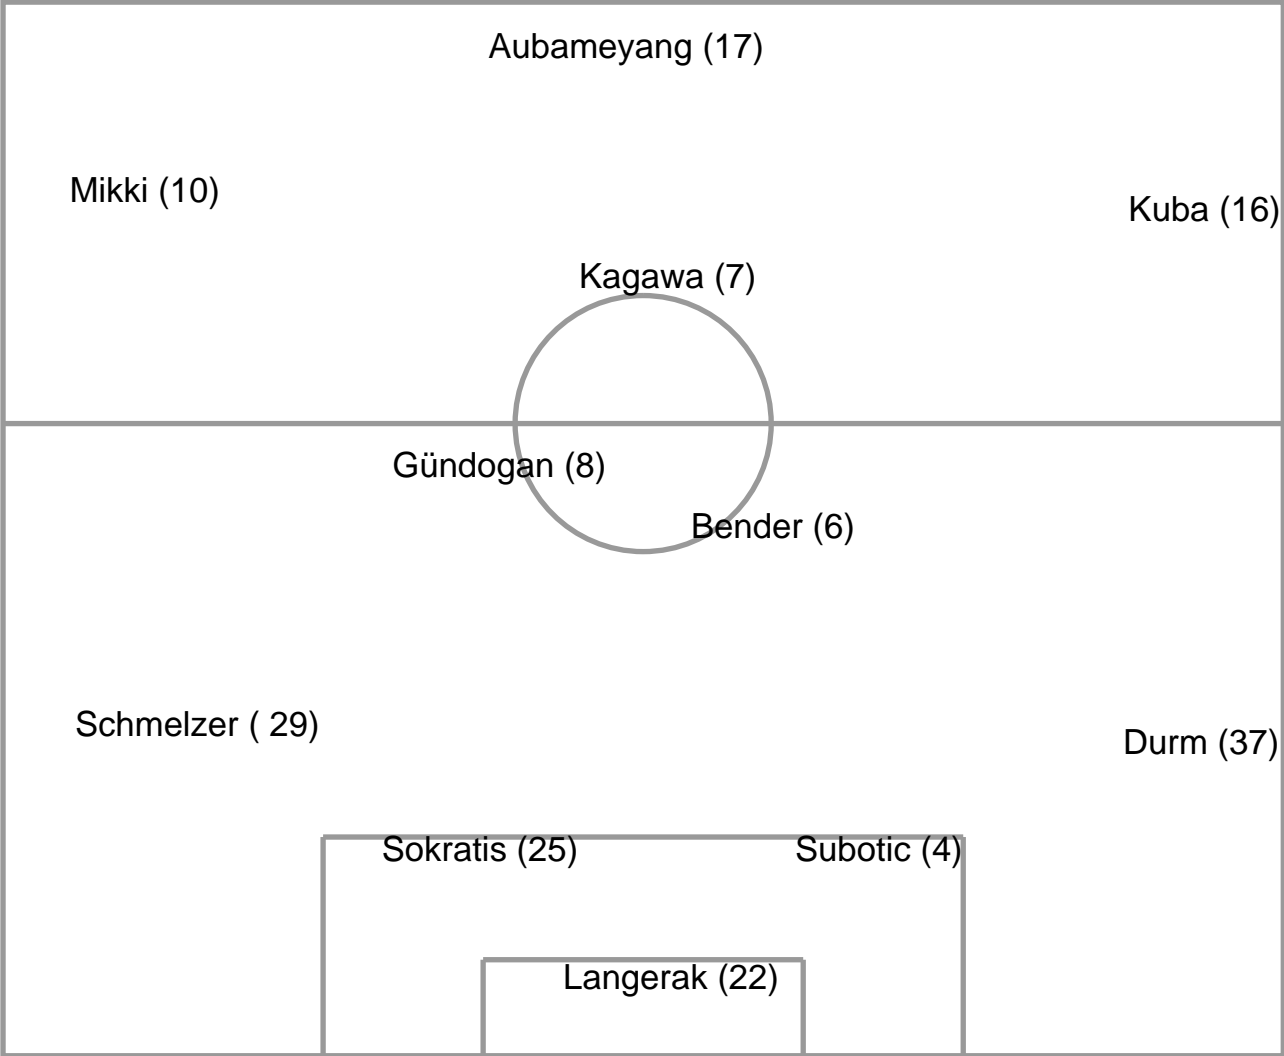 Aubameyang (17)
Mikki (10)
Kuba (16)
Kagawa (7)
Gündogan (8)
Bender (6)
Schmelzer ( 29)
Durm (37)
Sokratis (25)
Subotic (4)
Langerak (22)